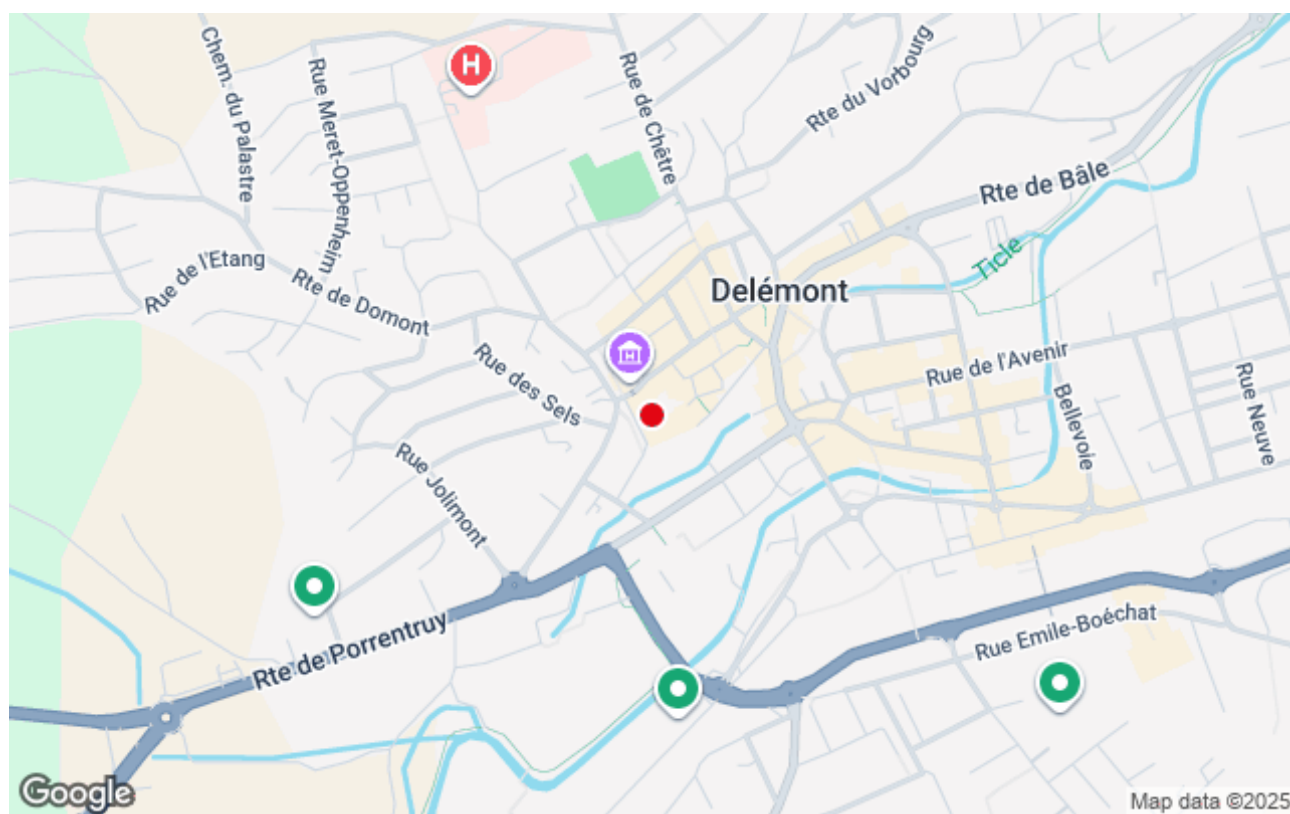 Chem. du Palastre
Rue Meret-Oppenheim
H
Rue de Chêtre
Rte du Vorbourg
Rte de Bâle
Ticle
Rue de l'Etang
Rte de Domont
Delémont
Rue des Sels
Rue de l'Avenir
Bellevoie
Rue Neuve
Rue Jolimont
Rte de Porrentruy
Rue Emile-Boéchat
Google
Map data ©2025